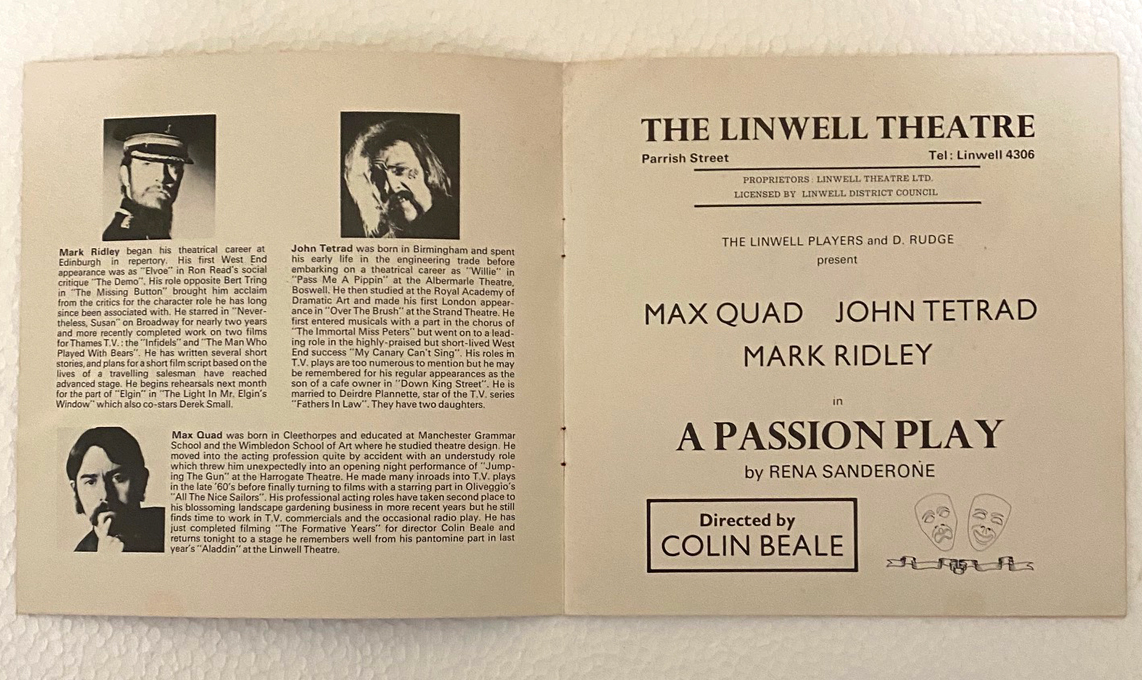 Mark Ridley began his theatrical career at
Edinburgh in repertory. His first West End
appearance was as "Elvoe" in Ron Read's social
critique "The Demo". His role opposite Bert Tring
in "The Missing Button" brought him acclaim
from the critics for the character role he has long
since been associated with. He starred in "Never-
theless, Susan" on Broadway for nearly two years
and more recently completed work on two films
for Thames T.V.: the "Infidels" and "The Man Who
Played With Bears". He has written several short
stories, and plans for a short film script based on the
lives of a travelling salesman have reached
advanced stage. He begins rehearsals next month
for the part of "Elgin" in "The Light In Mr. Elgin's
Window" which also co-stars Derek Small.
John Tetrad was born in Birmingham and spent
his early life in the engineering trade before
embarking on a theatrical career as "Willie" in
"Pass Me A Pippin" at the Albermarle Theatre,
Boswell. He then studied at the Royal Academy of
Dramatic Art and made his first London appear-
ance in "Over The Brush" at the Strand Theatre. He
first entered musicals with a part in the chorus of
"The Immortal Miss Peters" but went on to a lead-
ing role in the highly-praised but short-lived West
End success "My Canary Can't Sing". His roles in
T.V. plays are too numerous to mention but he may
be remembered for his regular appearances as the
son of a cafe owner in "Down King Street". He is
married to Deirdre Plannette, star of the T.V. series
"Fathers In Law". They have two daughters.
Max Quad was born in Cleethorpes and educated at Manchester Grammar
School and the Wimbledon School of Art where he studied theatre design. He
moved into the acting profession quite by accident with an understudy role
which threw him unexpectedly into an opening night performance of "Jump-
ing The Gun" at the Harrogate Theatre. He made many inroads into T.V. plays
in the late '60's before finally turning to films with a starring part in Oliveggio's
"All The Nice Sailors". His professional acting roles have taken second place to
his blossoming landscape gardening business in more recent years but he still
finds time to work in T.V. commercials and the occasional radio play. He has
just completed filming "The Formative Years" for director Colin Beale and
returns tonight to a stage he remembers well from his pantomine part in last
year's "Aladdin" at the Linwell Theatre.
THE LINWELL THEATRE
Parrish Street Tel: Linwell 4306
PROPRIETORS: LINWELL THEATRE LTD.
LICENSED BY LINWELL DISTRICT COUNCIL
THE LINWELL PLAYERS and D. RUDGE
present
MAX QUAD JOHN TETRAD
MARK RIDLEY
in
A PASSION PLAY
by RENA SANDERONE
Directed by
COLIN BEALE